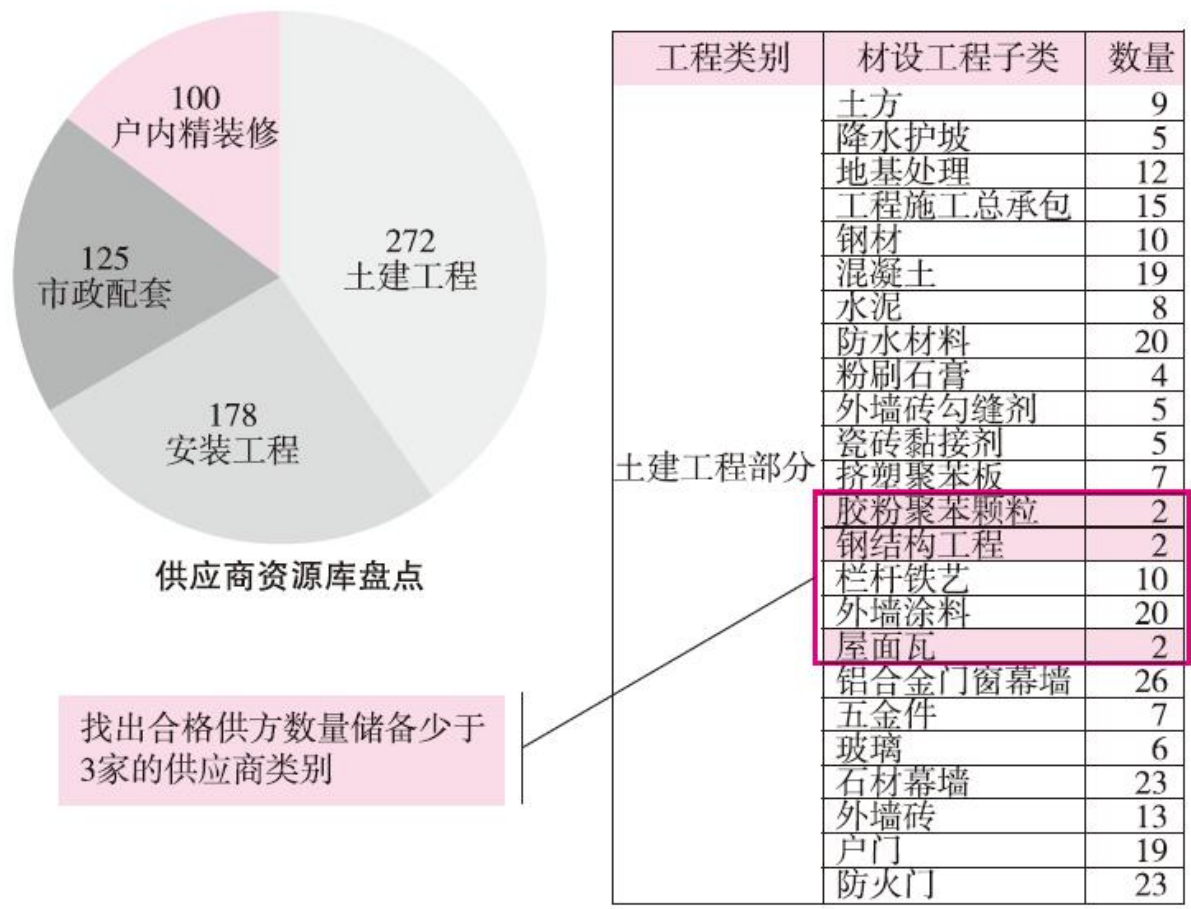 100
户内精装修
272
土建工程
125
市政配套
178
安装工程
供应商资源库盘点
找出合格供方数量储备少于
3家的供应商类别
工程类别 材设工程子类 数量
土建工程部分
土方 9
降水护坡 5
地基处理 12
工程施工总承包 15
钢材 10
混凝土 19
水泥 8
防水材料 20
粉刷石膏 4
外墙砖勾缝剂 5
瓷砖黏接剂 5
挤塑聚苯板 7
胶粉聚苯颗粒 2
钢结构工程 2
栏杆铁艺 10
外墙涂料 20
屋面瓦 2
铝合金门窗幕墙 26
五金件 7
玻璃 6
石材幕墙 23
外墙砖 13
户门 19
防火门 23